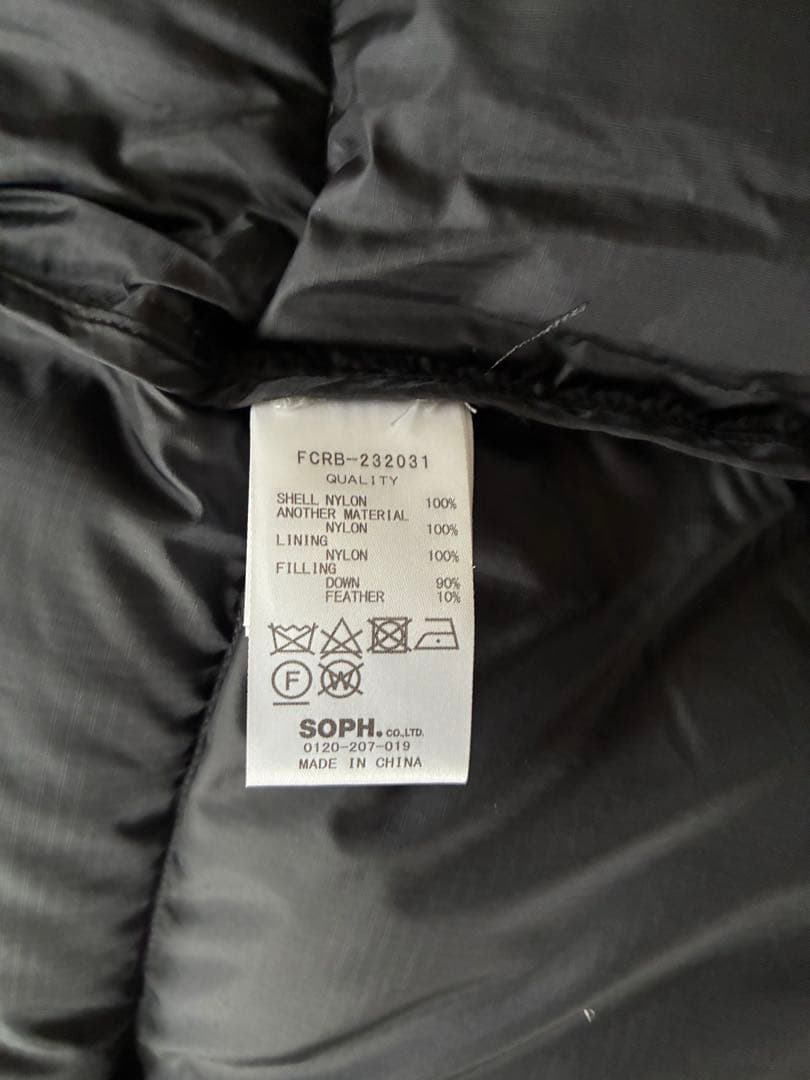 FCRB-232031
QUALITY
SHELL NYLON 100%
ANOTHER MATERIAL
NYLON 100%
LINING
NYLON 100%
FILLING
DOWN 90%
FEATHER 10%
F W
SOPH. CO.,LTD.
0120-207-019
MADE IN CHINA